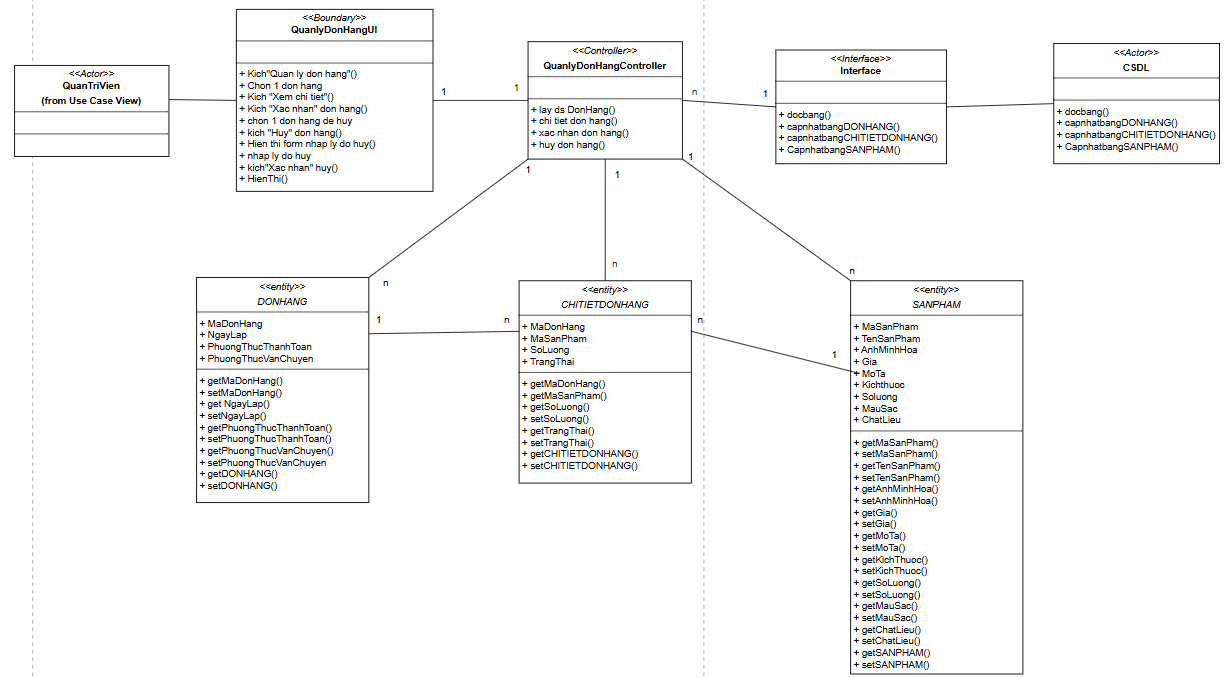 <<Actor>>
QuanTriVien
(from Use Case View)
<<Boundary>>
QuanlyDonHangUI
+ Kich"Quan ly don hang"()
+ Chon 1 don hang
+ Kich "Xem chi tiet"()
+ Kich "Xac nhan" don hang()
+ chon 1 don hang de huy
+ kich "Huy" don hang()
+ Hien thi form nhap ly do huy()
+ nhap ly do huy
+ kich"Xac nhan" huy()
+ HienThi()
1
1
<<Controller>>
QuanlyDonHangController
+ lay ds DonHang()
+ chi tiet don hang()
+ xac nhan don hang()
+ huy don hang()
n
1
<<Interface>>
Interface
+ docbang()
+ capnhatbangDONHANG()
+ capnhatbangCHITIETDONHANG()
+ CapnhatbangSANPHAM()
<<Actor>>
CSDL
+ docbang()
+ capnhatbangDONHANG()
+ capnhatbangCHITIETDONHANG()
+ CapnhatbangSANPHAM()
1
1
1
n
n
n
<<entity>>
DONHANG
+ MaDonHang
+ NgayLap
+ PhuongThucThanhToan
+ PhuongThucVanChuyen
+ getMaDonHang()
+ setMaDonHang()
+ get NgayLap()
+ setNgayLap()
+ getPhuongThucThanhToan()
+ setPhuongThucThanhToan()
+ getPhuongThucVanChuyen()
+ setPhuongThucVanChuyen
+ getDONHANG()
+ setDONHANG()
1
n
<<entity>>
CHITIETDONHANG
+ MaDonHang
+ MaSanPham
+ SoLuong
+ TrangThai
+ getMaDonHang()
+ getMaSanPham()
+ getSoLuong()
+ setSoLuong()
+ getTrangThai()
+ setTrangThai()
+ getCHITIETDONHANG()
+ setCHITIETDONHANG()
n
1
<<entity>>
SANPHAM
+ MaSanPham
+ TenSanPham
+ AnhMinhHoa
+ Gia
+ MoTa
+ Kichthuoc
+ Soluong
+ MauSac
+ ChatLieu
+ getMaSanPham()
+ setMaSanPham()
+ getTenSanPham()
+ setTenSanPham()
+ getAnhMinhHoa()
+ setAnhMinhHoa()
+ getGia()
+ setGia()
+ getMoTa()
+ setMoTa()
+ getKichThuoc()
+ setKichThuoc()
+ getSoLuong()
+ setSoLuong()
+ getMauSac()
+ setMauSac()
+ getChatLieu()
+ setChatLieu()
+ getSANPHAM()
+ setSANPHAM()